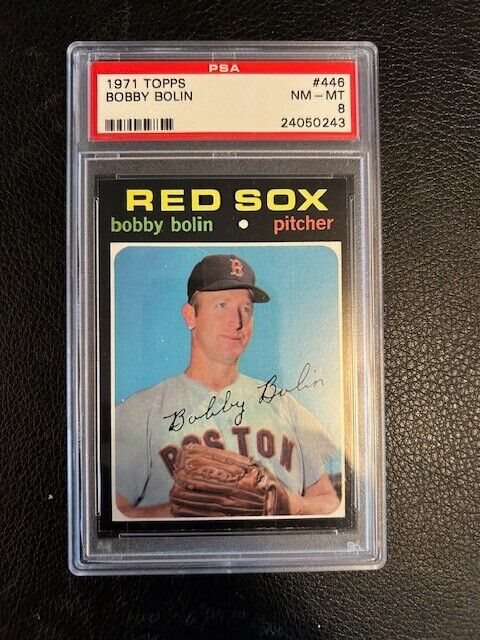 PSA
1971 TOPPS #446
BOBBY BOLIN NM - MT
8
24050243
RED SOX
bobby bolin • pitcher
B
Bobby Bolin
BOSTON